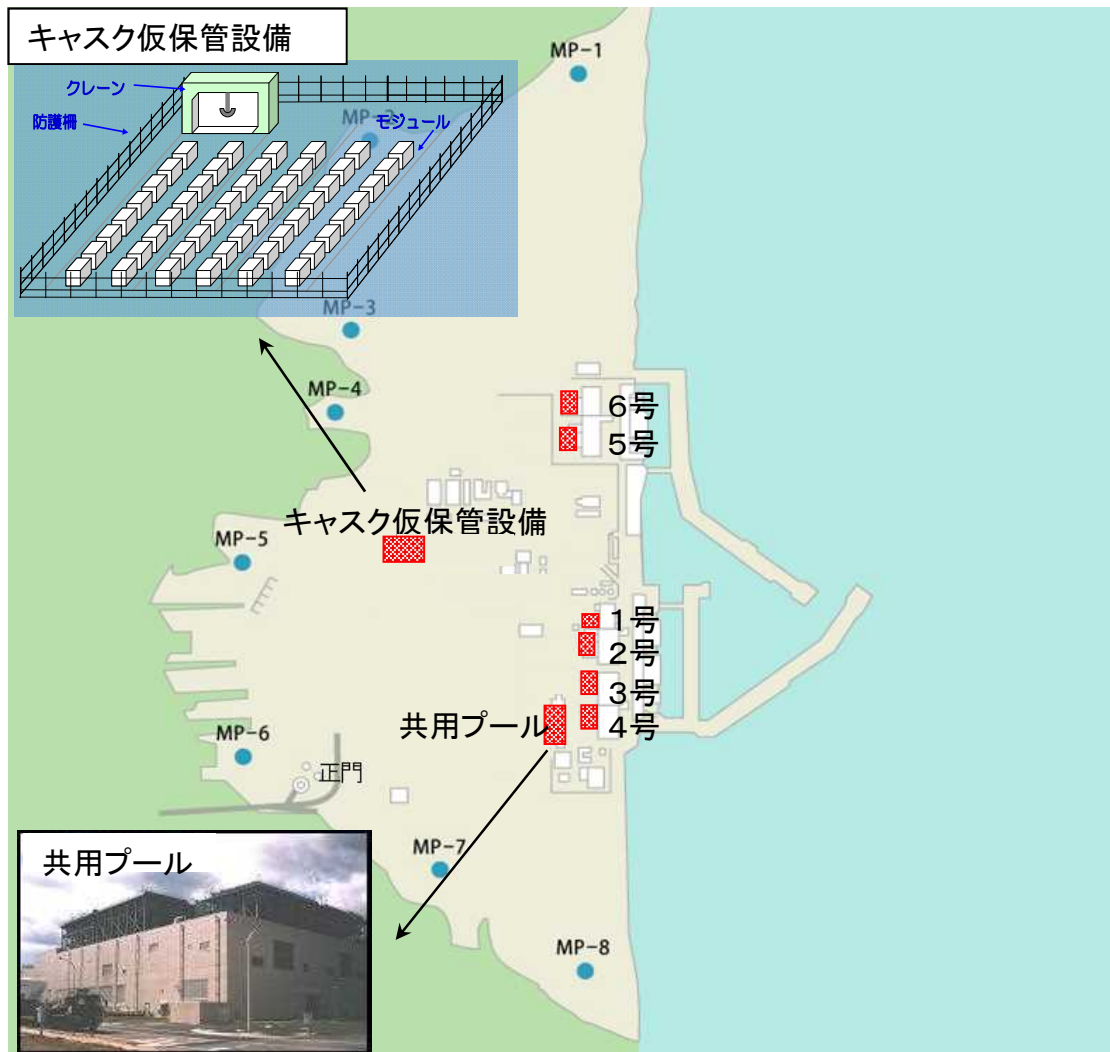 キャスク仮保管設備
MP-1
クレーン
防護柵
MP-2
モジュール
MP-3
MP-4
6号
5号
キャスク仮保管設備
MP-5
1号
2号
3号
共用プール
4号
MP-6
正門
MP-7
共用プール
MP-8